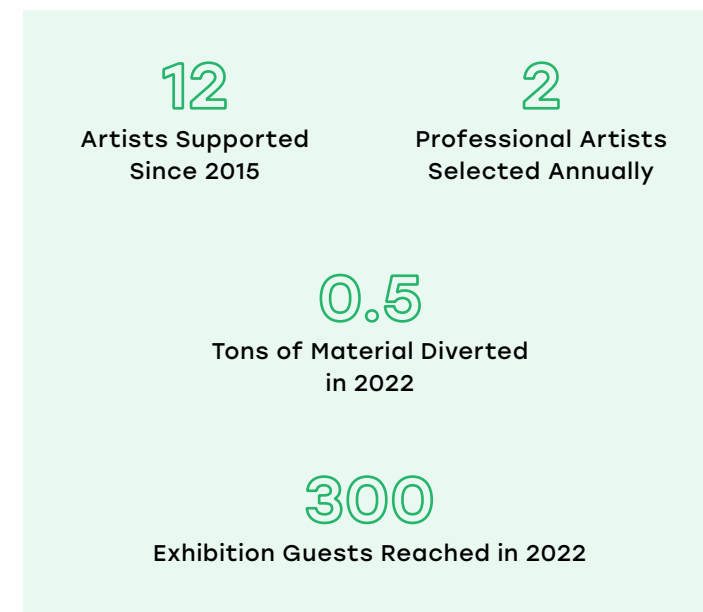 12
Artists Supported
Since 2015
2
Professional Artists
Selected Annually
0.5
Tons of Material Diverted
in 2022
300
Exhibition Guests Reached in 2022